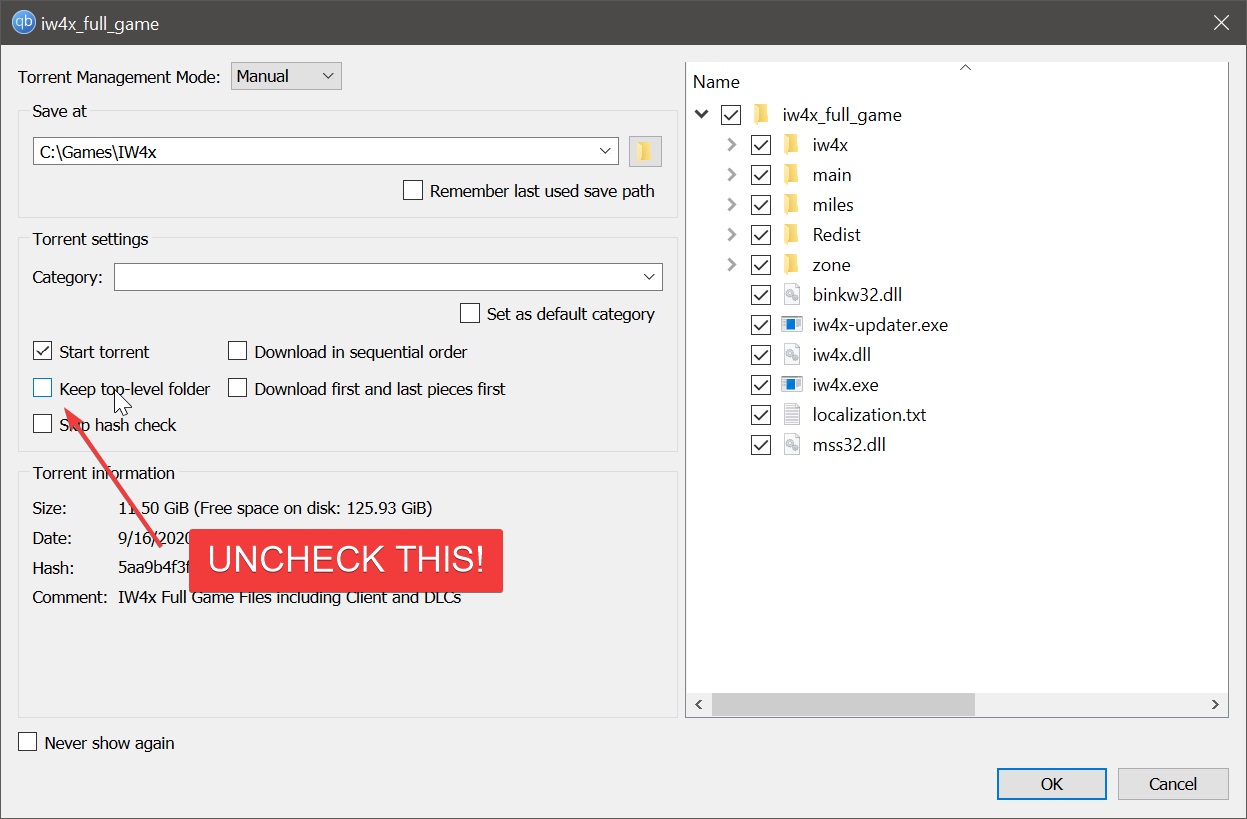 qb iw4x_full_game
Torrent Management Mode: Manual
Save at
C:\Games\IW4x
Remember last used save path
Torrent settings
Category:
Set as default category
Start torrent Download in sequential order
Keep top-level folder Download first and last pieces first
Skip hash check
Torrent information
Size: 11.50 GiB (Free space on disk: 125.93 GiB)
Date: 9/16/2020
Hash: 5aa9b4f3f
UNCHECK THIS!
Comment: IW4x Full Game Files including Client and DLCs
Never show again
Name
iw4x_full_game
iw4x
main
miles
Redist
zone
binkw32.dll
iw4x-updater.exe
iw4x.dll
iw4x.exe
localization.txt
mss32.dll
OK Cancel